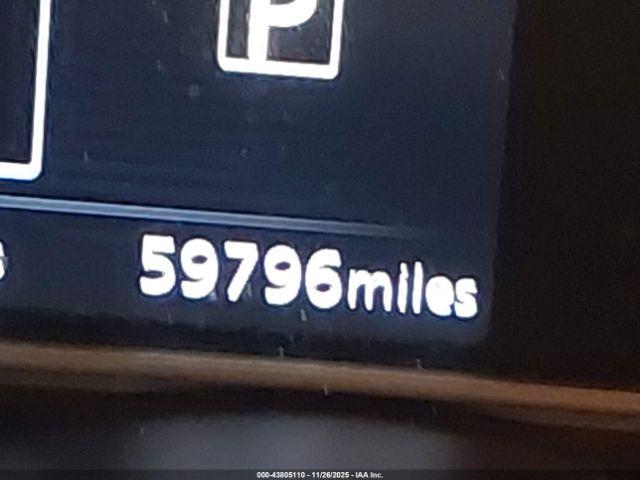 P
59796miles
000-43805110 - 11/26/2025 - IAA Inc.